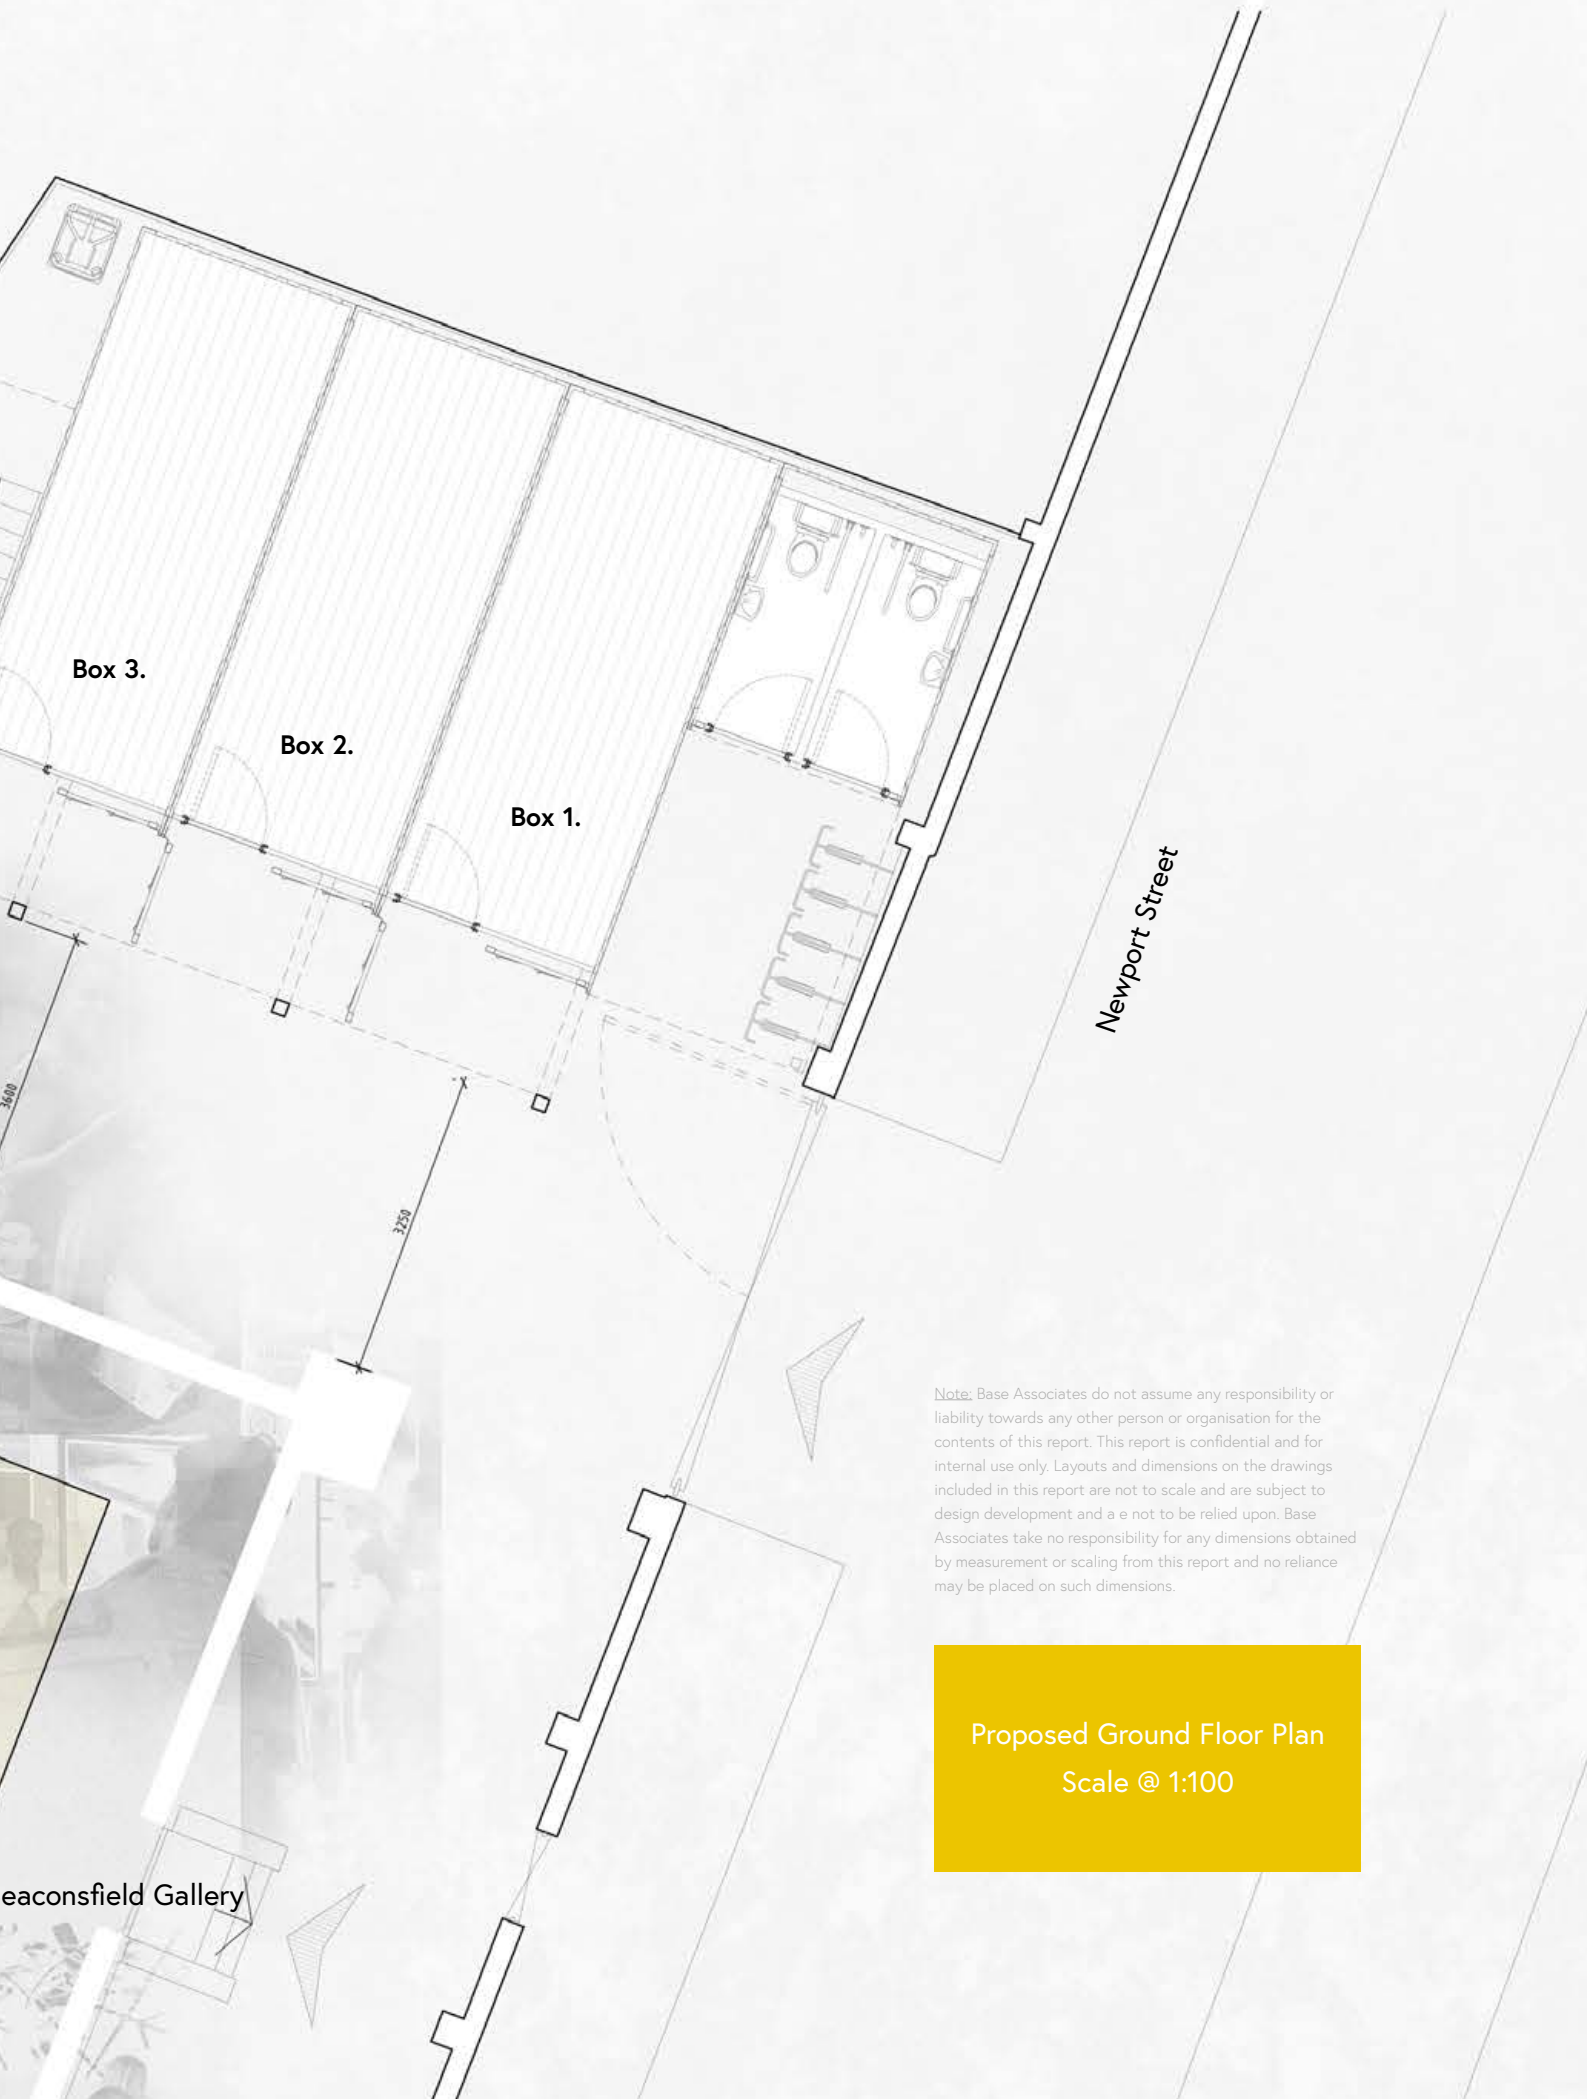 Box 3.
Box 2.
Box 1.
Newport Street
3600
3250
Note: Base Associates do not assume any responsibility or
liability towards any other person or organisation for the
contents of this report. This report is confidential and for
internal use only. Layouts and dimensions on the drawings
included in this report are not to scale and are subject to
design development and a e not to be relied upon. Base
Associates take no responsibility for any dimensions obtained
by measurement or scaling from this report and no reliance
may be placed on such dimensions.
Proposed Ground Floor Plan
Scale @ 1:100
eaconsfield Gallery